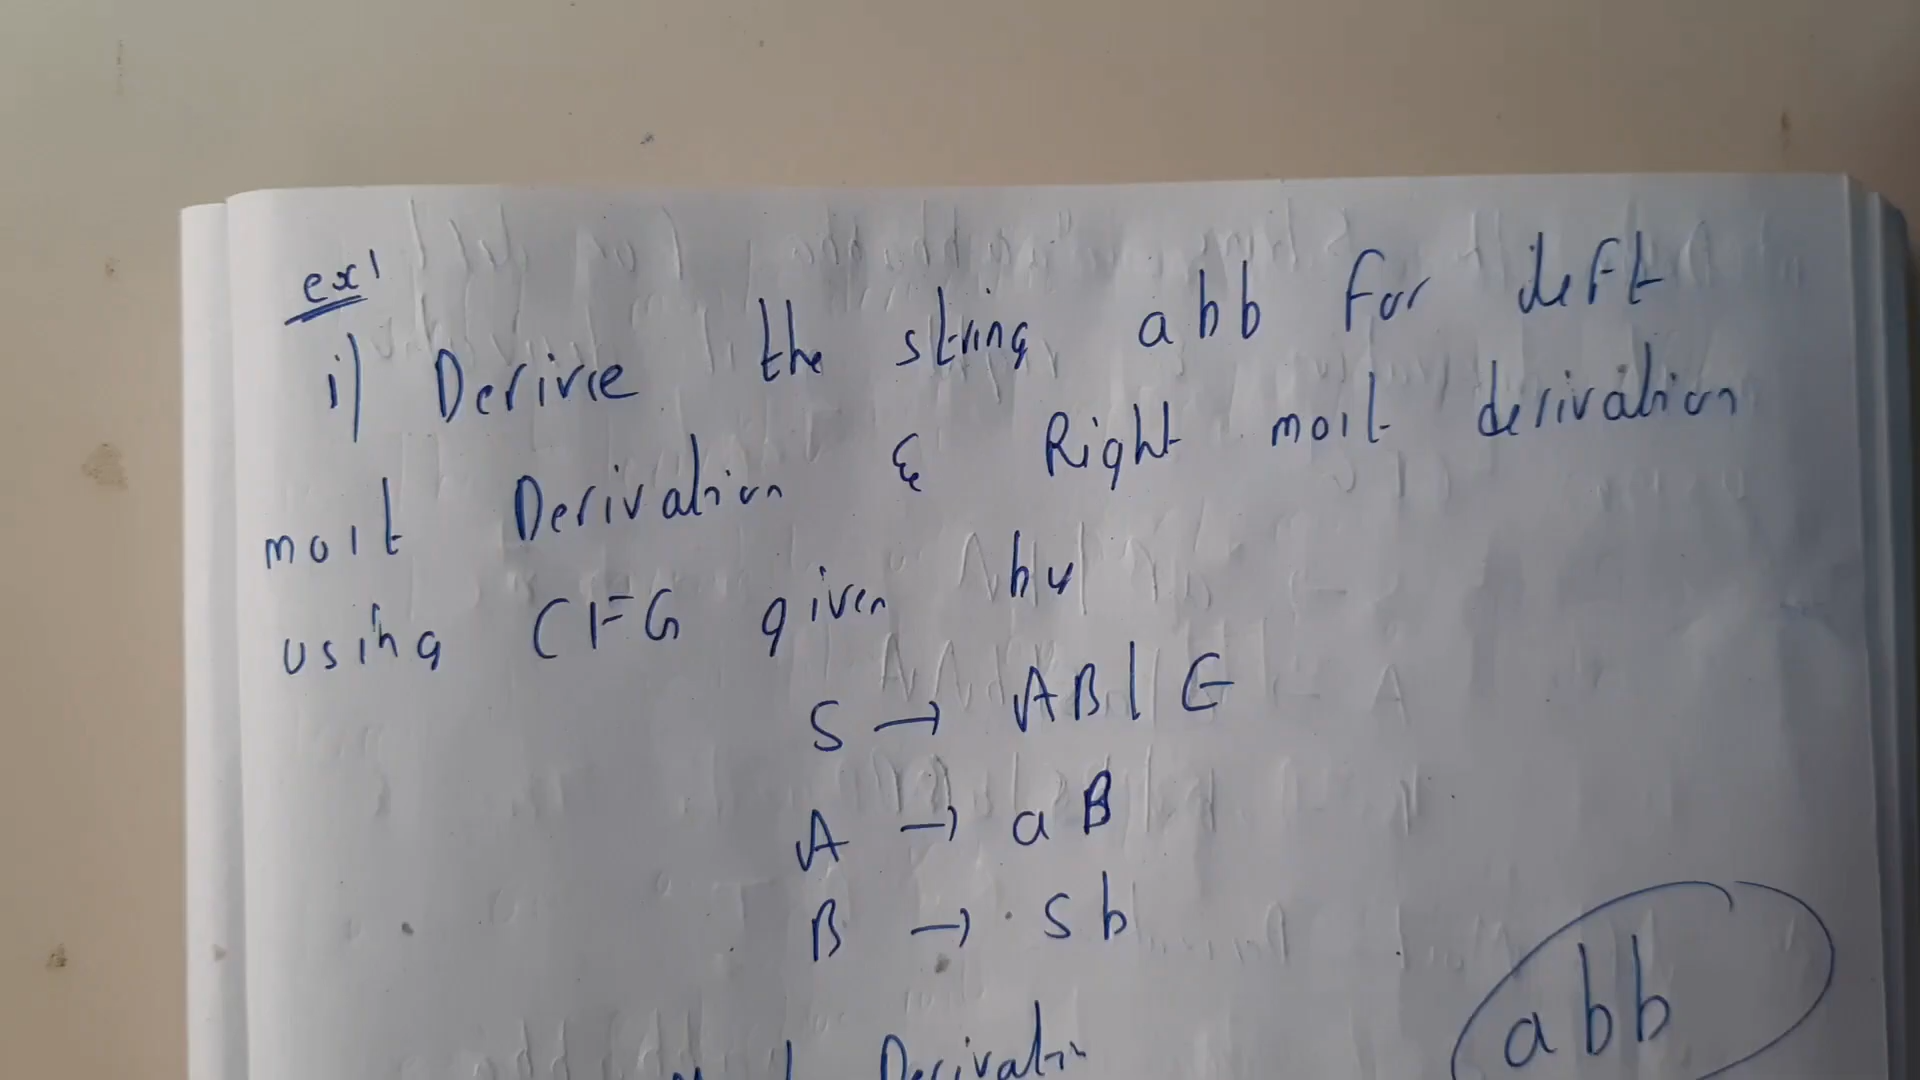 ex1
i) Derive the string abb for left
most Derivation & Right most derivation
using CFG given by
S → AB | ∈
A → aB
B → Sb
abb
Derivatin